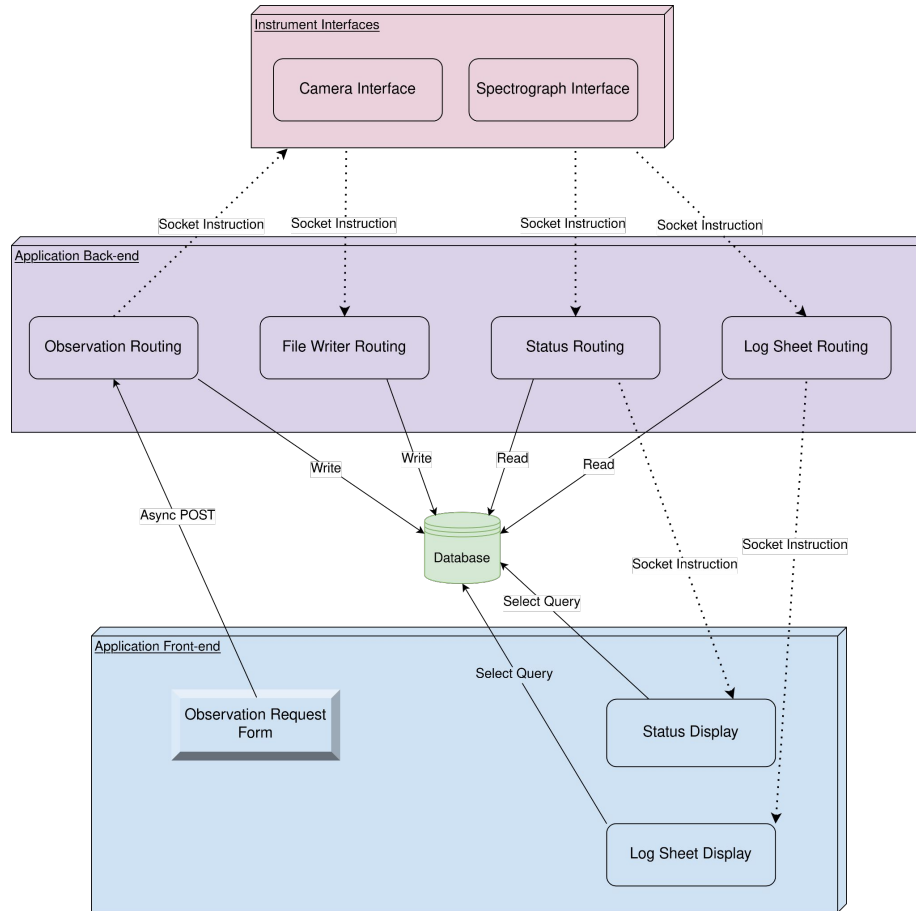 Instrument Interfaces
Camera Interface
Spectrograph Interface
Socket Instruction
Socket Instruction
Socket Instruction
Socket Instruction
Application Back-end
Observation Routing
File Writer Routing
Status Routing
Log Sheet Routing
Write
Write
Read
Read
Async POST
Database
Socket Instruction
Socket Instruction
Select Query
Application Front-end
Select Query
Observation Request
Form
Status Display
Log Sheet Display